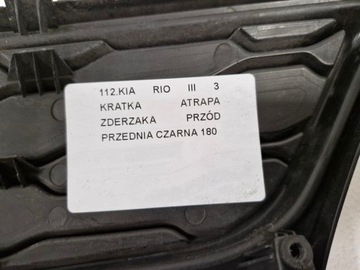 112.KIA RIO III 3
KRATKA ATRAPA
ZDERZAKA PRZÓD
PRZEDNIA CZARNA 180